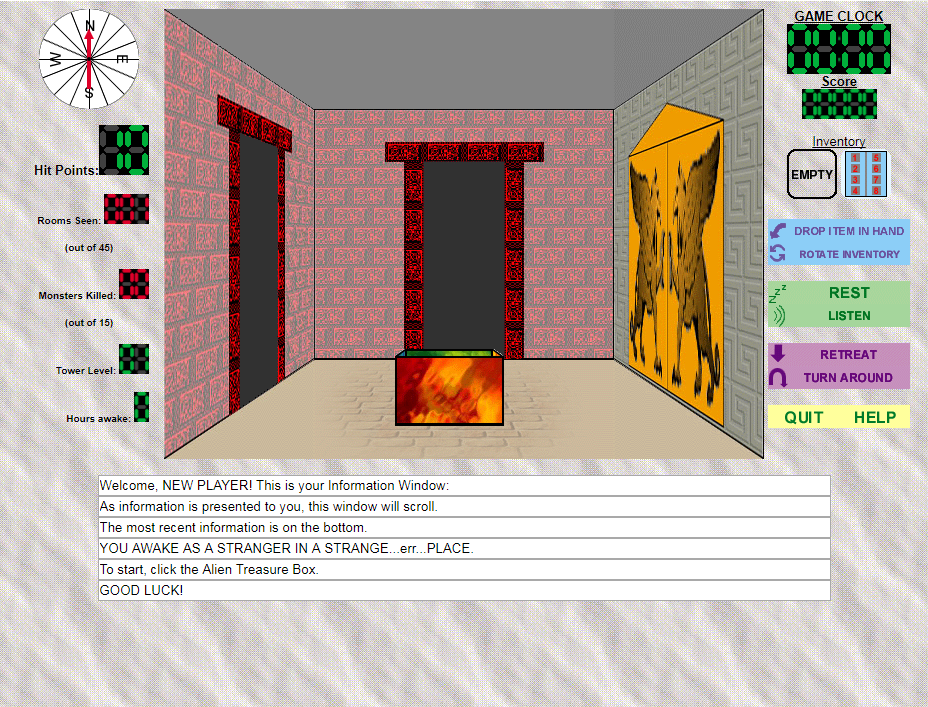 N
W
E
S
Hit Points:
Rooms Seen:
(out of 45)
Monsters Killed:
(out of 15)
Tower Level:
Hours awake:
GAME CLOCK
00:00
Score
Inventory
EMPTY
1 5
2 6
3 7
4 8
DROP ITEM IN HAND
ROTATE INVENTORY
z z z
REST
LISTEN
RETREAT
TURN AROUND
QUIT HELP
Welcome, NEW PLAYER! This is your Information Window:
As information is presented to you, this window will scroll.
The most recent information is on the bottom.
YOU AWAKE AS A STRANGER IN A STRANGE...err...PLACE.
To start, click the Alien Treasure Box.
GOOD LUCK!